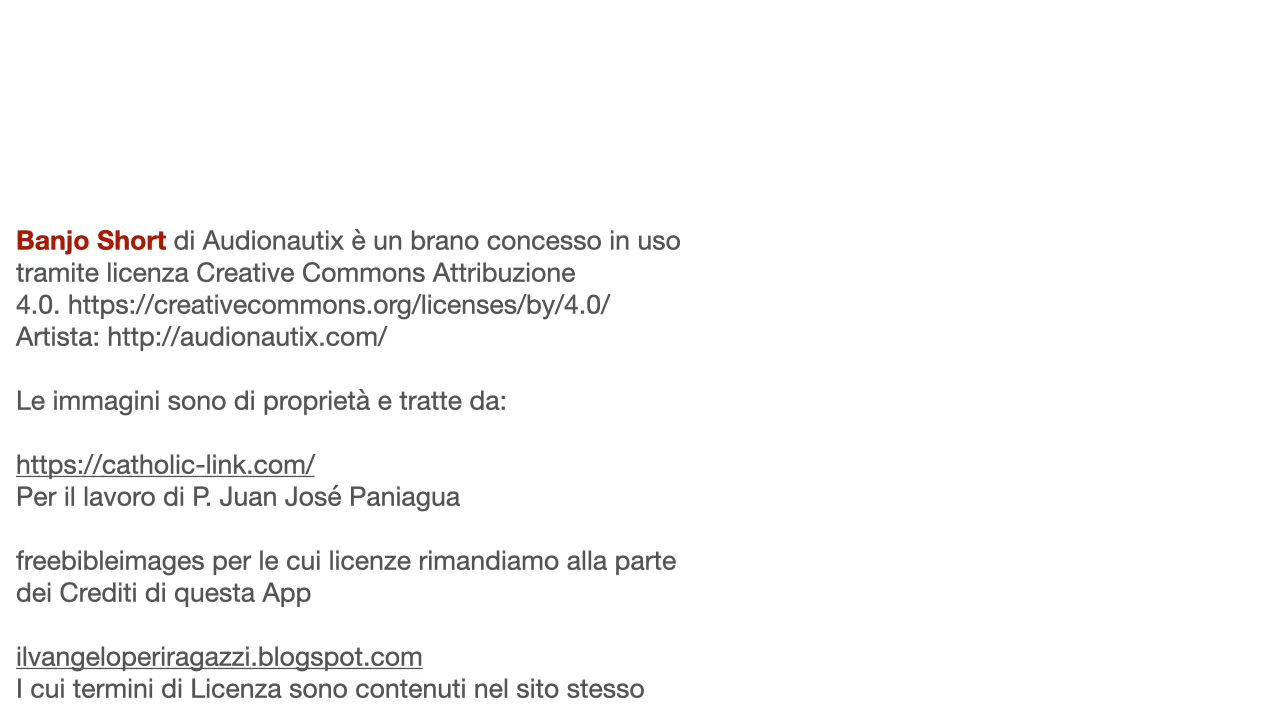 Banjo Short di Audionautix è un brano concesso in uso
tramite licenza Creative Commons Attribuzione
4.0. https://creativecommons.org/licenses/by/4.0/
Artista: http://audionautix.com/
Le immagini sono di proprietà e tratte da:
https://catholic-link.com/
Per il lavoro di P. Juan José Paniagua
freebibleimages per le cui licenze rimandiamo alla parte
dei Crediti di questa App
ilvangeloperiragazzi.blogspot.com
I cui termini di Licenza sono contenuti nel sito stesso